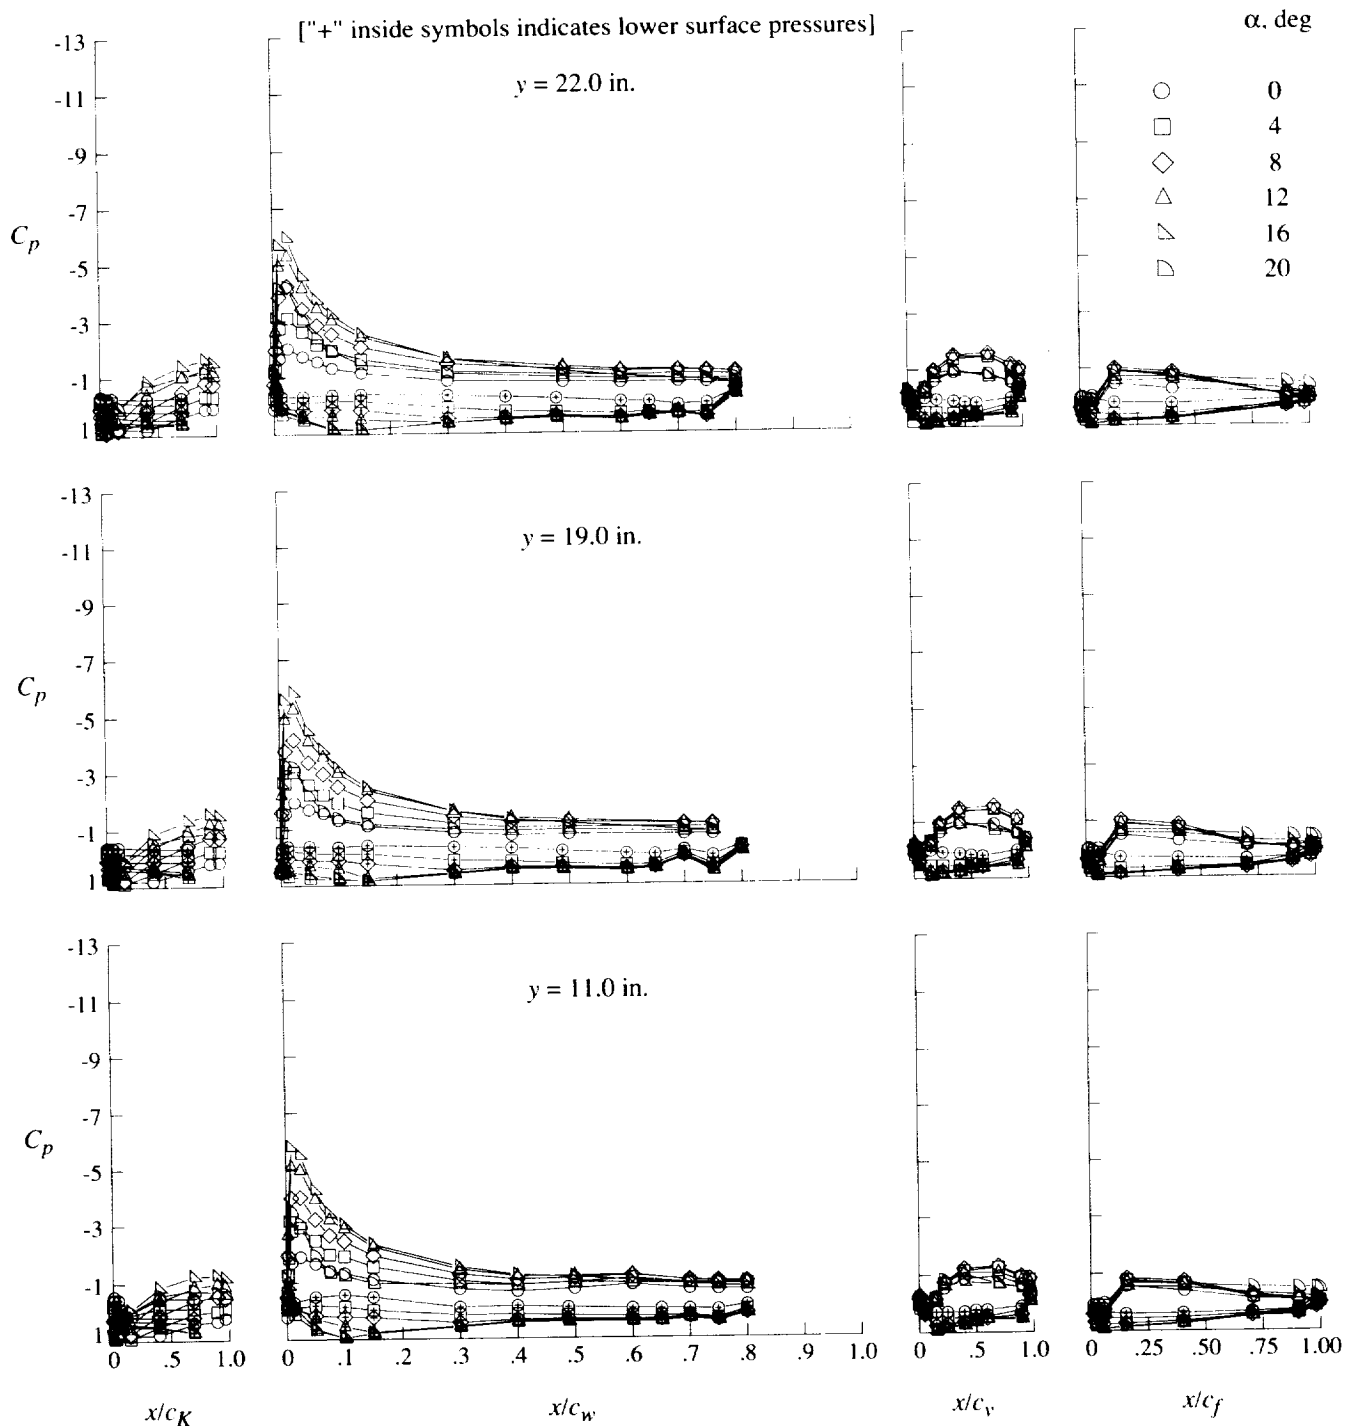 ["+" inside symbols indicates lower surface pressures]
α, deg
0
4
8
12
16
20
y = 22.0 in.
-13
-11
-9
-7
-5
-3
-1
1
C_p
y = 19.0 in.
-13
-11
-9
-7
-5
-3
-1
1
C_p
y = 11.0 in.
-13
-11
-9
-7
-5
-3
-1
1
C_p
0 .5 1.0
0 .1 .2 .3 .4 .5 .6 .7 .8 .9 1.0
0 .5 1.0
0 .25 .50 .75 1.00
x/c_K
x/c_w
x/c_v
x/c_f